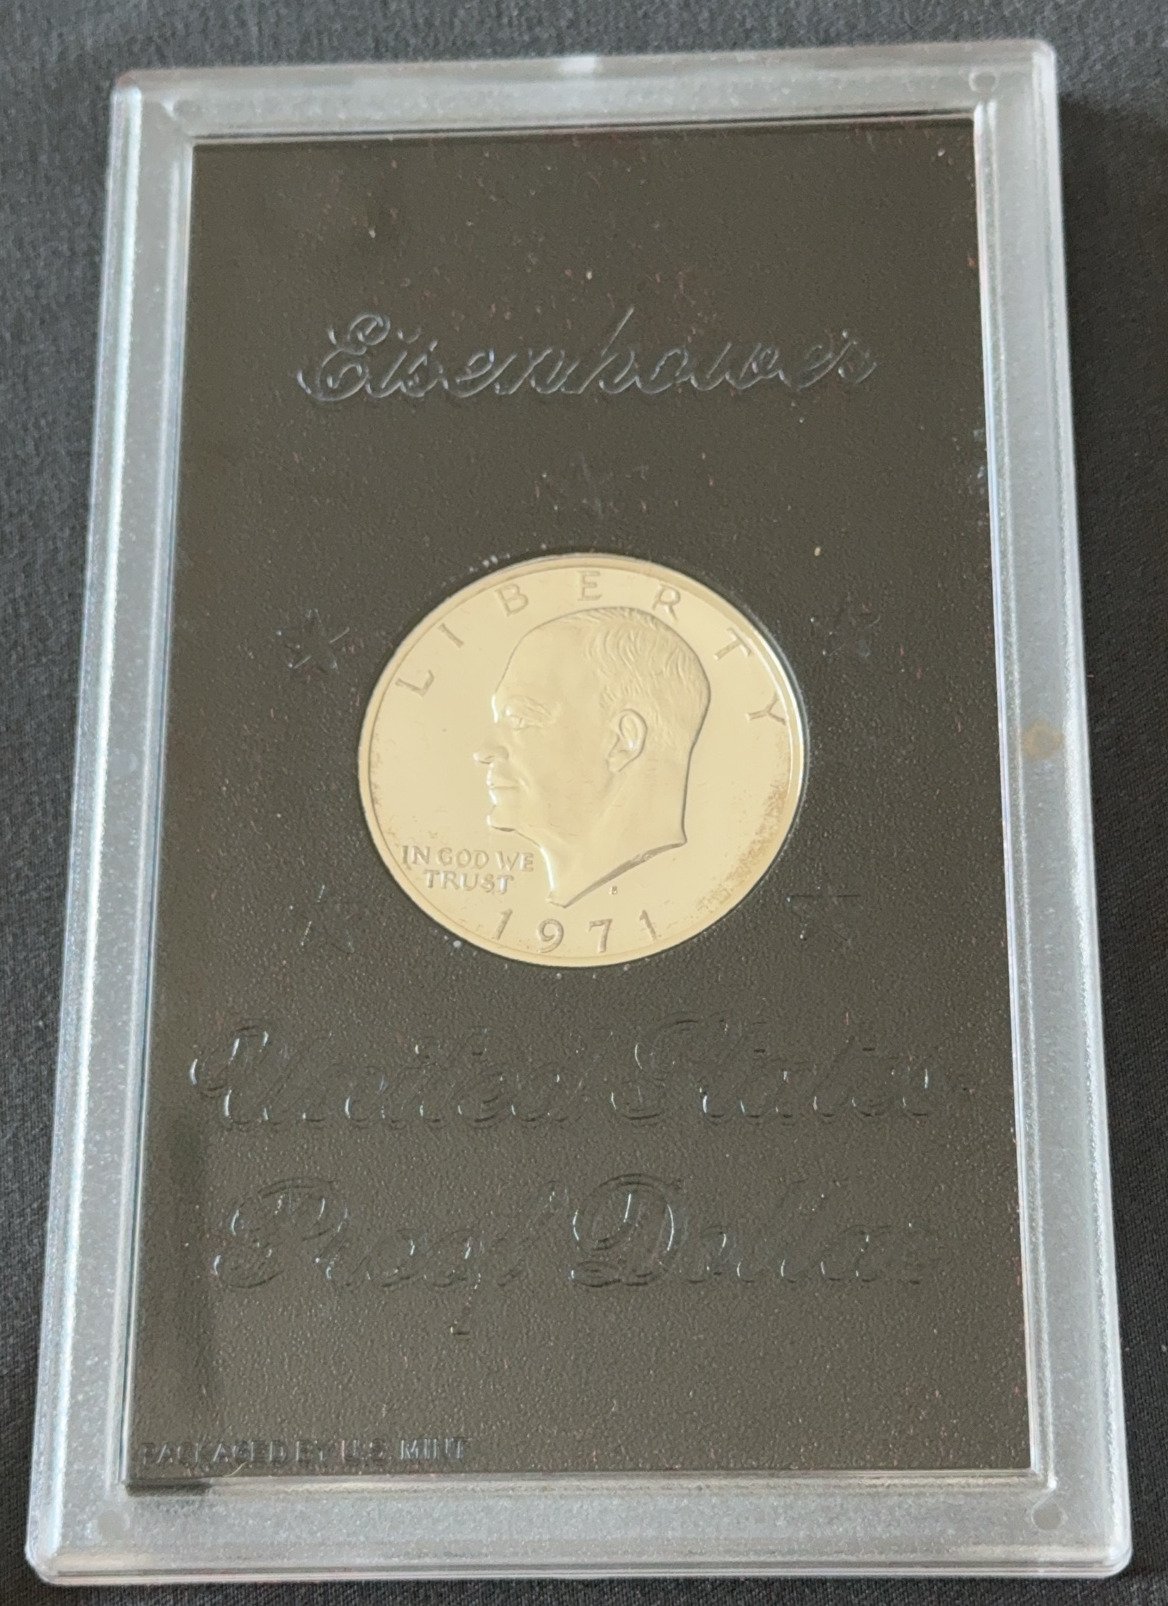 Eisenhower
LIBERTY
IN GOD WE
TRUST
S
1971
United States
Proof Dollar
PACKAGED BY U.S. MINT